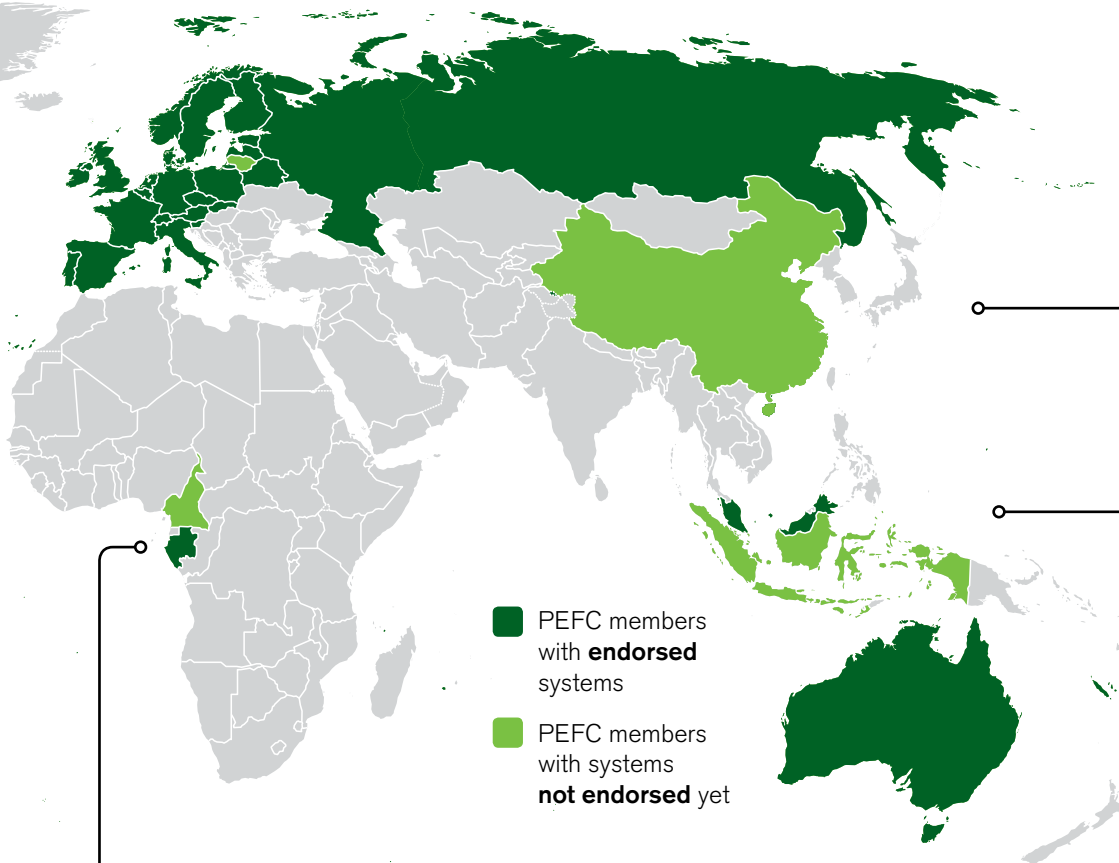 PEFC members
with endorsed
systems
PEFC members
with systems
not endorsed yet